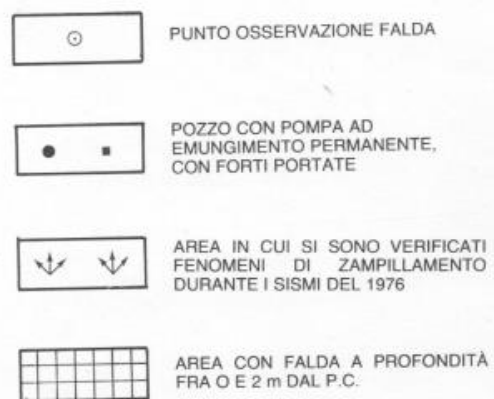 PUNTO OSSERVAZIONE FALDA
POZZO CON POMPA AD
EMUNGIMENTO PERMANENTE,
CON FORTI PORTATE
AREA IN CUI SI SONO VERIFICATI
FENOMENI DI ZAMPILLAMENTO
DURANTE I SISMI DEL 1976
AREA CON FALDA A PROFONDITÀ
FRA O E 2 m DAL P.C.